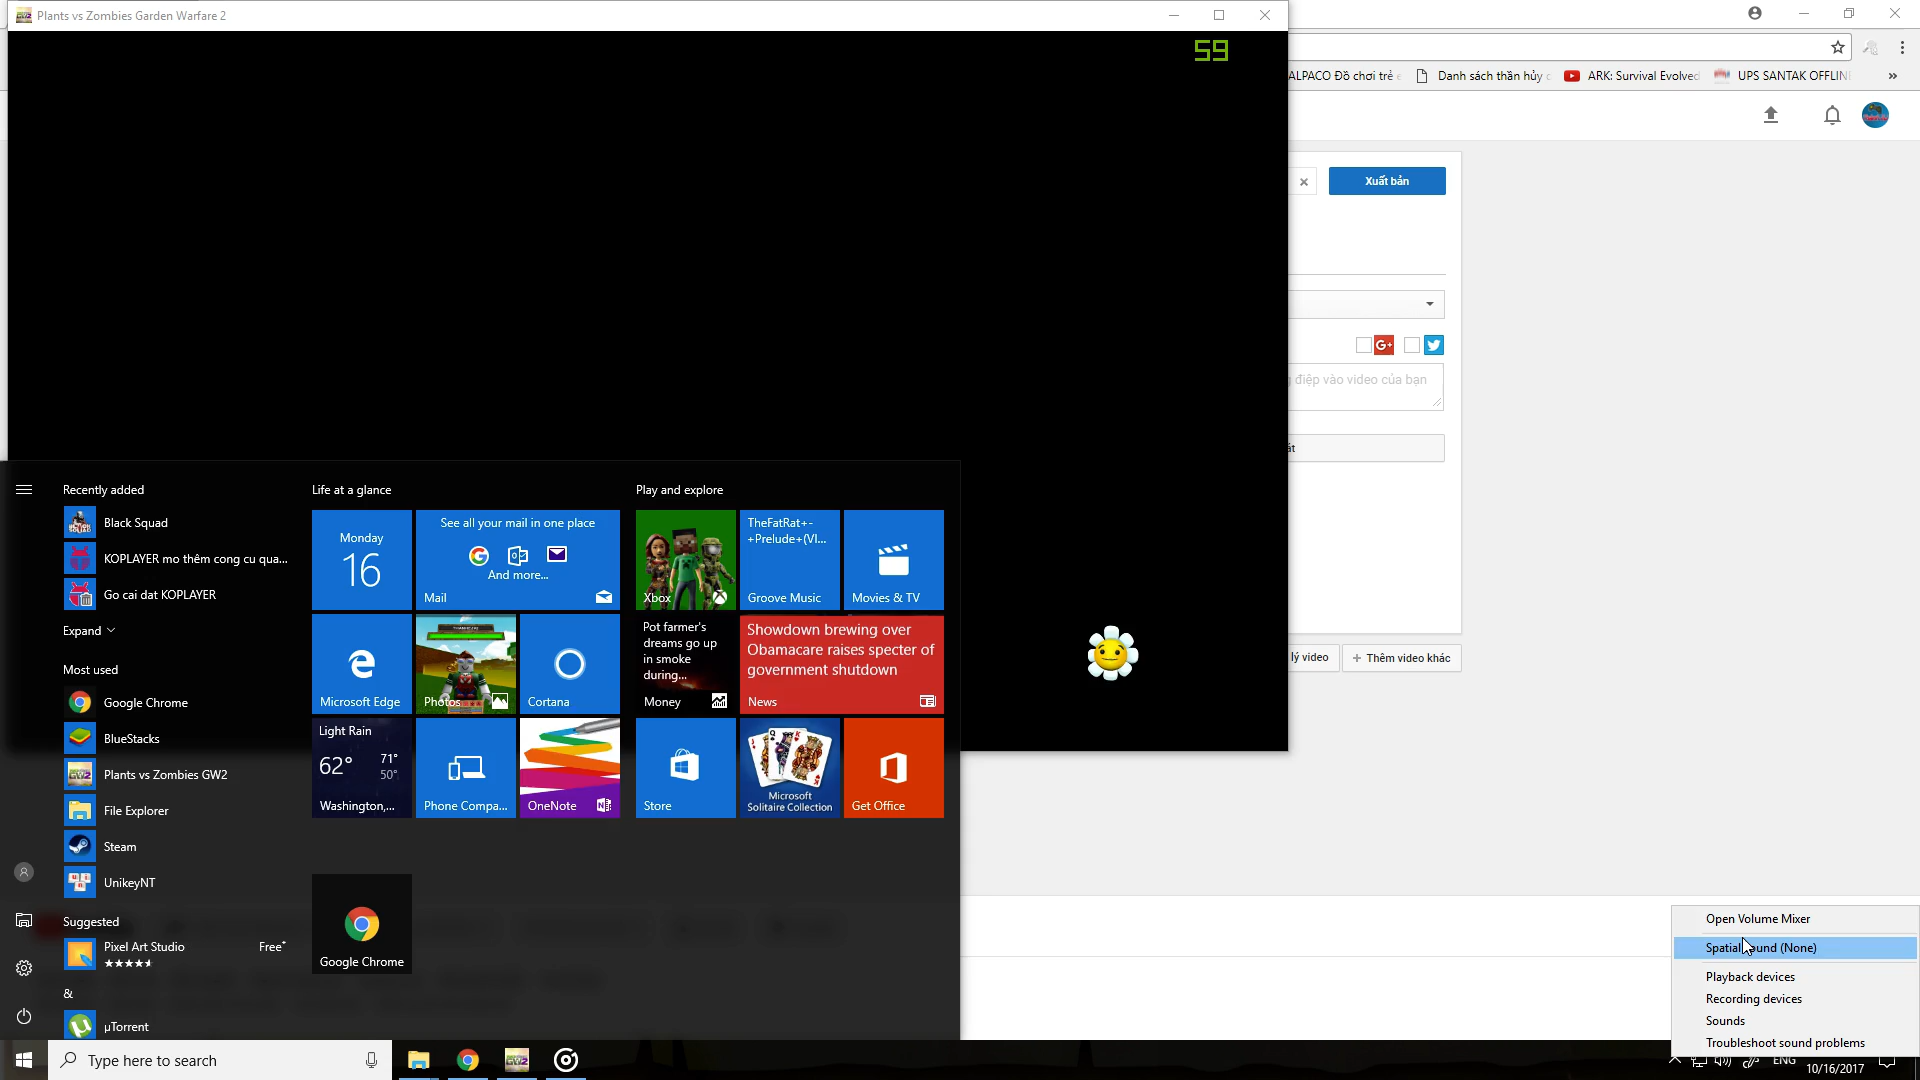 Plants vs Zombies Garden Warfare 2
59
ALPACO Đồ chơi trẻ
Danh sách thần hủy
ARK: Survival Evolved
UPS SANTAK OFFLIN
»
Xuất bản
G+
điệp vào video của bạn
lý video
+ Thêm video khác
Recently added
Black Squad
KOPLAYER mo thêm cong cu qua...
Go cai dat KOPLAYER
Expand
Most used
Google Chrome
BlueStacks
Plants vs Zombies GW2
File Explorer
Steam
UnikeyNT
Suggested
Pixel Art Studio
Free*
&
µTorrent
Life at a glance
Monday
16
See all your mail in one place
And more...
Mail
Microsoft Edge
Photos
Cortana
Light Rain
62°
71°
50°
Washington,...
Phone Compa...
OneNote
Google Chrome
Play and explore
Xbox
TheFatRat+-
+Prelude+(VI...
Groove Music
Movies & TV
Pot farmer's
dreams go up
in smoke
during...
Money
Showdown brewing over
Obamacare raises specter of
government shutdown
News
Store
Microsoft
Solitaire Collection
Get Office
Open Volume Mixer
Spatial sound (None)
Playback devices
Recording devices
Sounds
Troubleshoot sound problems
Type here to search
ENG
10/16/2017